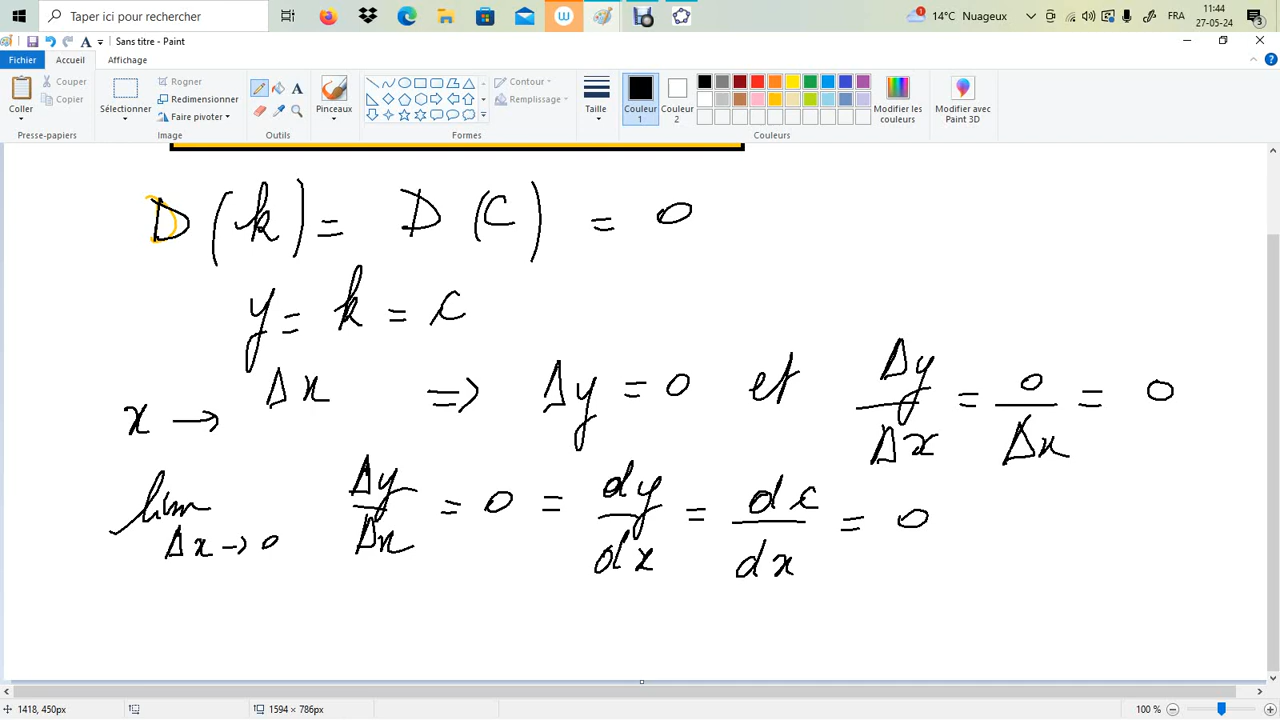 Taper ici pour rechercher 14°C Nuageux FRA 11:44
27-05-24 3
Sans titre - Paint
Fichier Accueil Affichage
Coller Couper Copier
Presse-papiers
Sélectionner Rogner Redimensionner Faire pivoter
Image
A
Outils
Pinceaux
Contour Remplissage
Formes
Taille
Couleur 1 Couleur 2
Modifier les couleurs
Couleurs
Modifier avec Paint 3D
D (k) = D (C) = 0
y = k = c
x → Δx ⇒ Δy = 0 et Δy/Δx = 0/Δx = 0
lim Δx→0 Δy/Δx = 0 = dy/dx = dc/dx = 0
1418, 450px 1594 × 786px 100 %